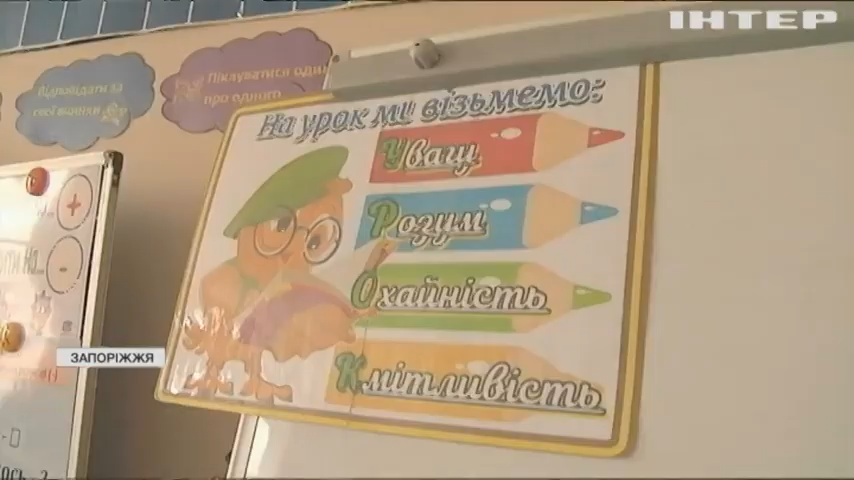 ІНТЕР
Відповідати за
свої вчинки
Піклуватися один
про одного
На урок ми візьмемо:
Увагу
Розум
Охайність
Кмітливість
ЗАПОРІЖЖЯ